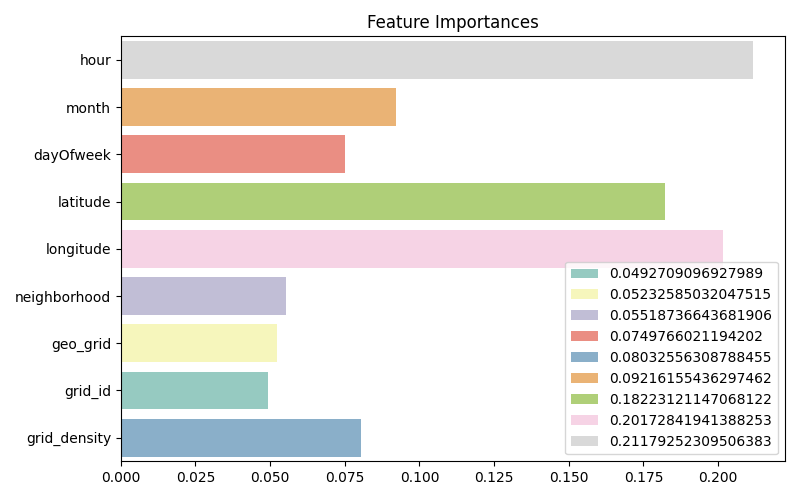 Feature Importances
hour
month
dayOfweek
latitude
longitude
neighborhood
geo_grid
grid_id
grid_density
0.0492709096927989
0.05232585032047515
0.05518736643681906
0.0749766021194202
0.08032556308788455
0.09216155436297462
0.18223121147068122
0.20172841941388253
0.21179252309506383
0.000 0.025 0.050 0.075 0.100 0.125 0.150 0.175 0.200